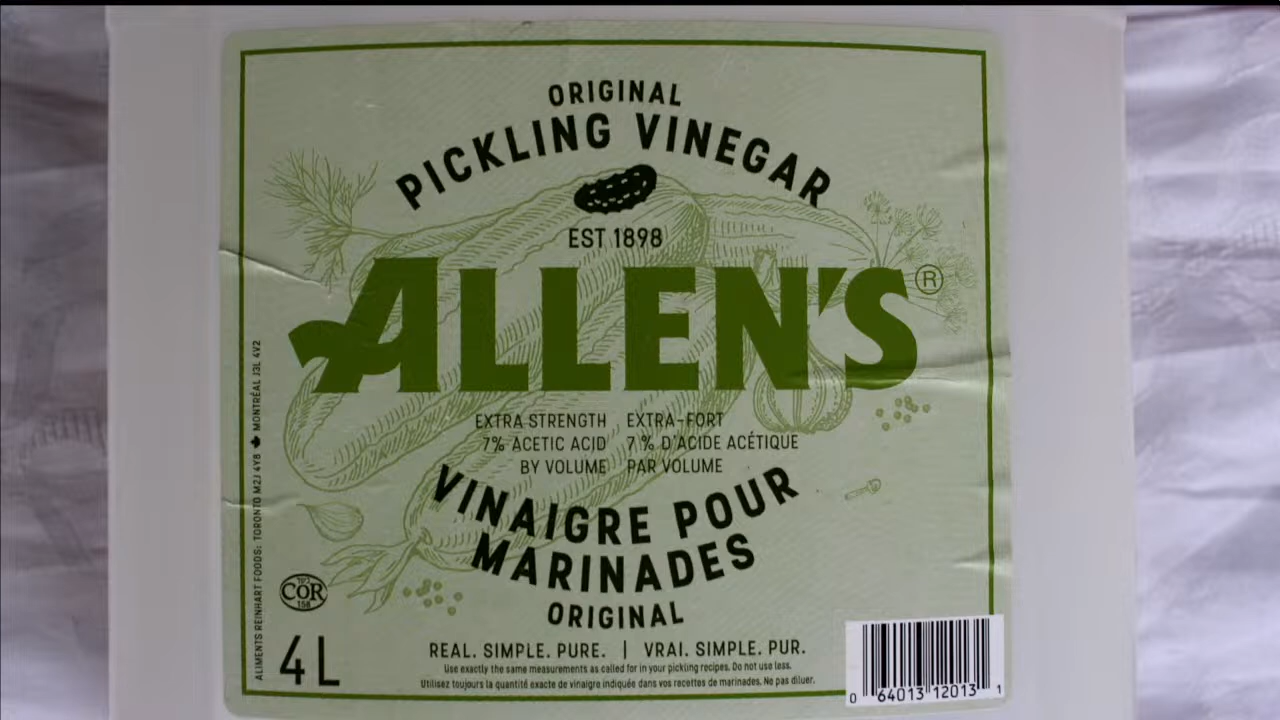 ORIGINAL
PICKLING VINEGAR
EST 1898
ALLEN'S®
EXTRA STRENGTH EXTRA-FORT
7% ACETIC ACID 7 % D'ACIDE ACÉTIQUE
BY VOLUME PAR VOLUME
VINAIGRE POUR
MARINADES
ORIGINAL
REAL. SIMPLE. PURE. | VRAI. SIMPLE. PUR.
Use exactly the same measurements as called for in your pickling recipes. Do not use less.
Utilisez toujours la quantité exacte de vinaigre indiquée dans vos recettes de marinades. Ne pas diluer.
4 L
COR
158
ALIMENTS REINHART FOODS: TORONTO M2J 4Y8 MONTRÉAL J3L 4V2
0 64013 12013 1